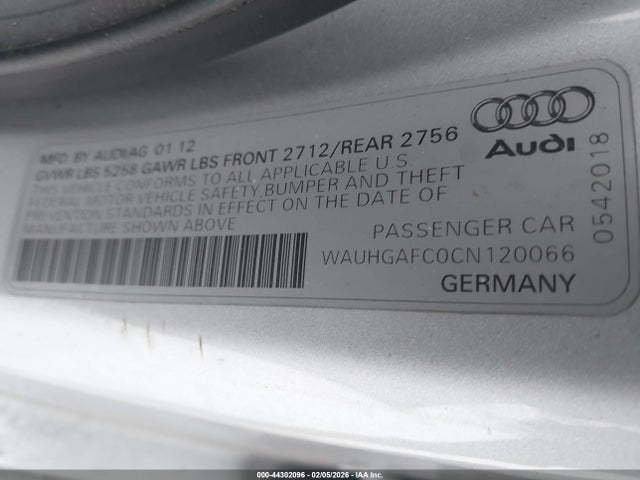 MFD. BY AUDI AG 01 12
GVWR LBS 5256 GAWR LBS FRONT 2712/REAR 2756
THIS VEHICLE CONFORMS TO ALL APPLICABLE U.S.
FEDERAL MOTOR VEHICLE SAFETY, BUMPER AND THEFT
PREVENTION STANDARDS IN EFFECT ON THE DATE OF
MANUFACTURE SHOWN ABOVE
Audi
0542018
PASSENGER CAR
WAUHGAFC0CN120066
GERMANY
000-44302096 - 02/05/2026 - IAA Inc.